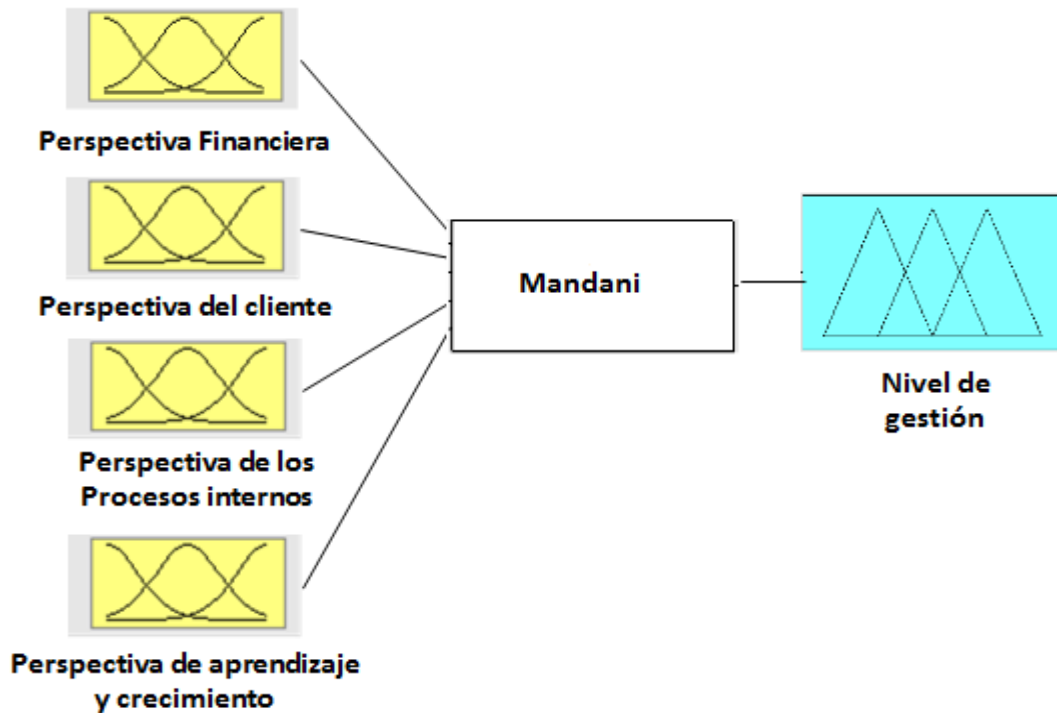 Perspectiva Financiera
Perspectiva del cliente
Perspectiva de los
Procesos internos
Perspectiva de aprendizaje
y crecimiento
Mandani
Nivel de
gestión